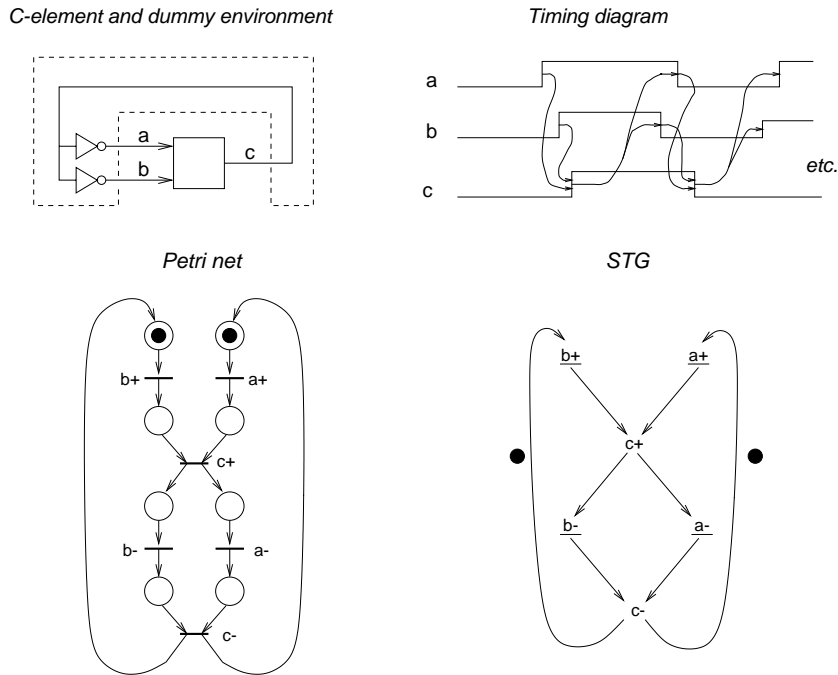 C-element and dummy environment
Timing diagram
a
b
c
a
b
c
etc.
Petri net
STG
b+
a+
c+
b-
a-
c-
b+
a+
c+
b-
a-
c-